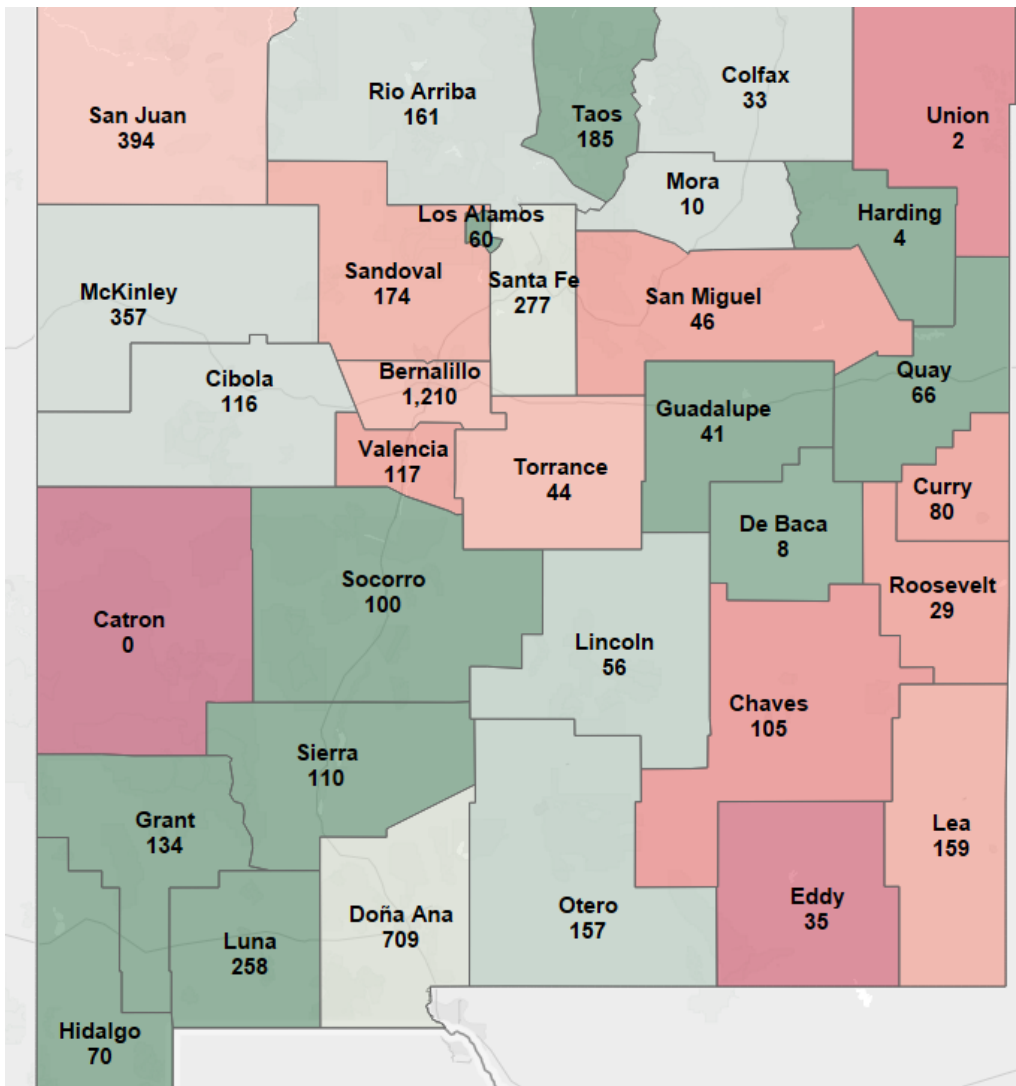 Colfax
33
Rio Arriba
161
San Juan
394
Taos
185
Union
2
Mora
10
Los Alamos
60
Harding
4
Sandoval
174
Santa Fe
277
McKinley
357
San Miguel
46
Cibola
116
Bernalillo
1,210
Quay
66
Guadalupe
41
Valencia
117
Torrance
44
Curry
80
De Baca
8
Socorro
100
Roosevelt
29
Catron
0
Lincoln
56
Chaves
105
Sierra
110
Grant
134
Lea
159
Eddy
35
Otero
157
Doña Ana
709
Luna
258
Hidalgo
70